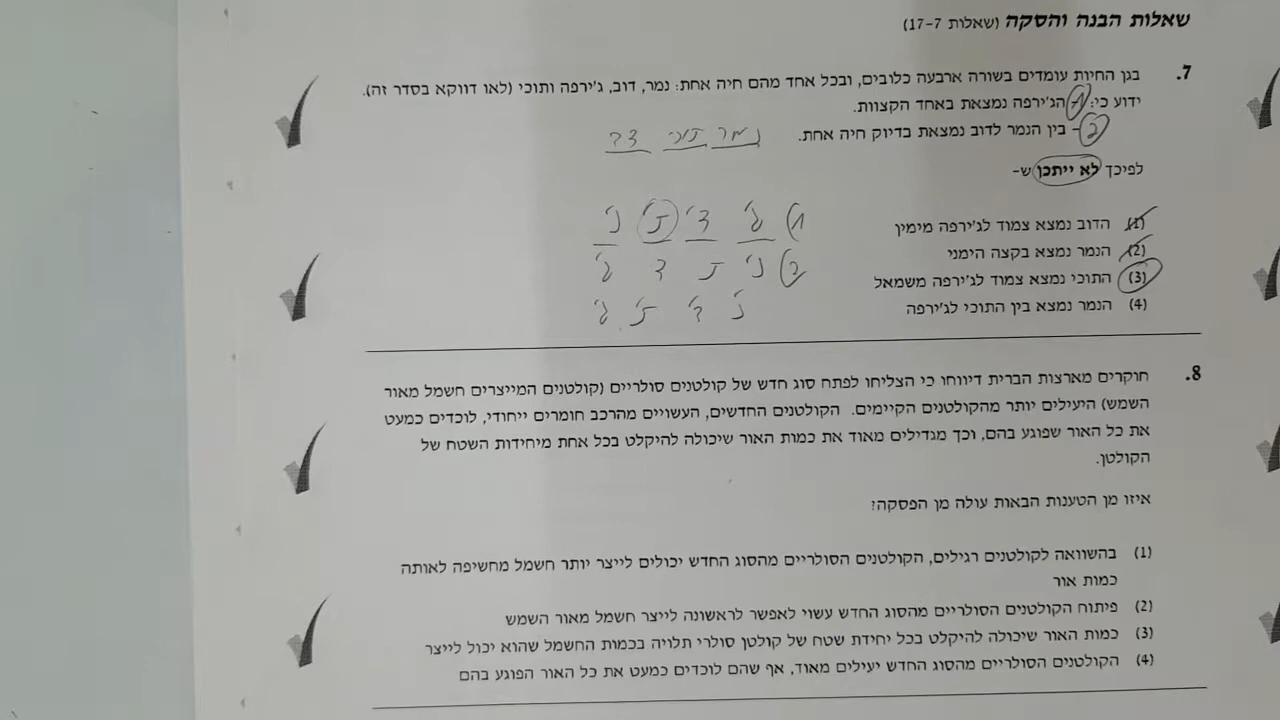 שאלות הבנה והסקה (שאלות 7-17)
7. בגן החיות עומדים בשורה ארבעה כלובים, ובכל אחד מהם חיה אחת: נמר, דוב, ג'ירפה ותוכי (לאו דווקא בסדר זה).
ידוע כי: 1- הג'ירפה נמצאת באחד הקצוות.
2- בין הנמר לדוב נמצאת בדיוק חיה אחת.
נמר תוכי דב
לפיכך לא ייתכן ש-
(1) הדוב נמצא צמוד לג'ירפה מימין
(2) הנמר נמצא בקצה הימני
(3) התוכי נמצא צמוד לג'ירפה משמאל
(4) הנמר נמצא בין התוכי לג'ירפה
1) ג' ד' ת' נ'
2) נ' ת ד ג'
נ' ד' ת' ג'
8. חוקרים מארצות הברית דיווחו כי הצליחו לפתח סוג חדש של קולטנים סולריים (קולטנים המייצרים חשמל מאור
השמש) היעילים יותר מהקולטנים הקיימים. הקולטנים החדשים, העשויים מהרכב חומרים ייחודי, לוכדים כמעט
את כל האור שפוגע בהם, וכך מגדילים מאוד את כמות האור שיכולה להיקלט בכל אחת מיחידות השטח של
הקולטן.
איזו מן הטענות הבאות עולה מן הפסקה?
(1) בהשוואה לקולטנים רגילים, הקולטנים הסולריים מהסוג החדש יכולים לייצר יותר חשמל מחשיפה לאותה
כמות אור
(2) פיתוח הקולטנים הסולריים מהסוג החדש עשוי לאפשר לראשונה לייצר חשמל מאור השמש
(3) כמות האור שיכולה להיקלט בכל יחידת שטח של קולטן סולרי תלויה בכמות החשמל שהוא יכול לייצר
(4) הקולטנים הסולריים מהסוג החדש יעילים מאוד, אף שהם לוכדים כמעט את כל האור הפוגע בהם